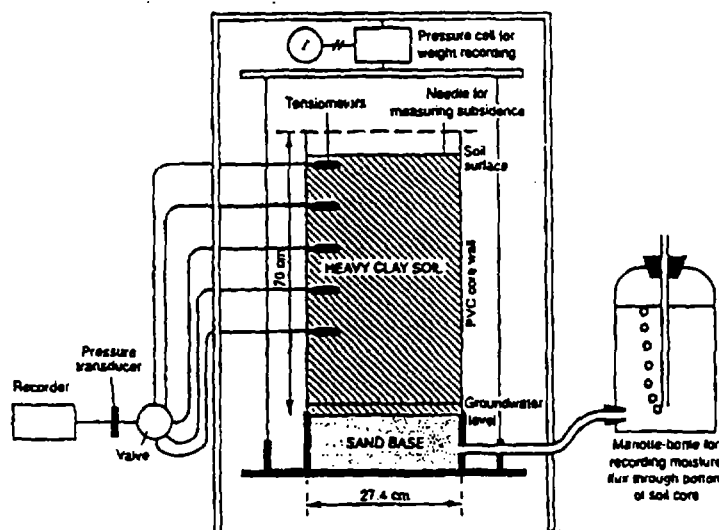 Pressure cell for
weight recording
Needle for
measuring subsidence
Tensiometers
Soil
surface
HEAVY CLAY SOIL
70 cm
PVC core wall
Pressure
transducer
Recorder
Valve
Groundwater
level
SAND BASE
27.4 cm
Mariotte-bottle for
recording moisture
flux through bottom
of soil core